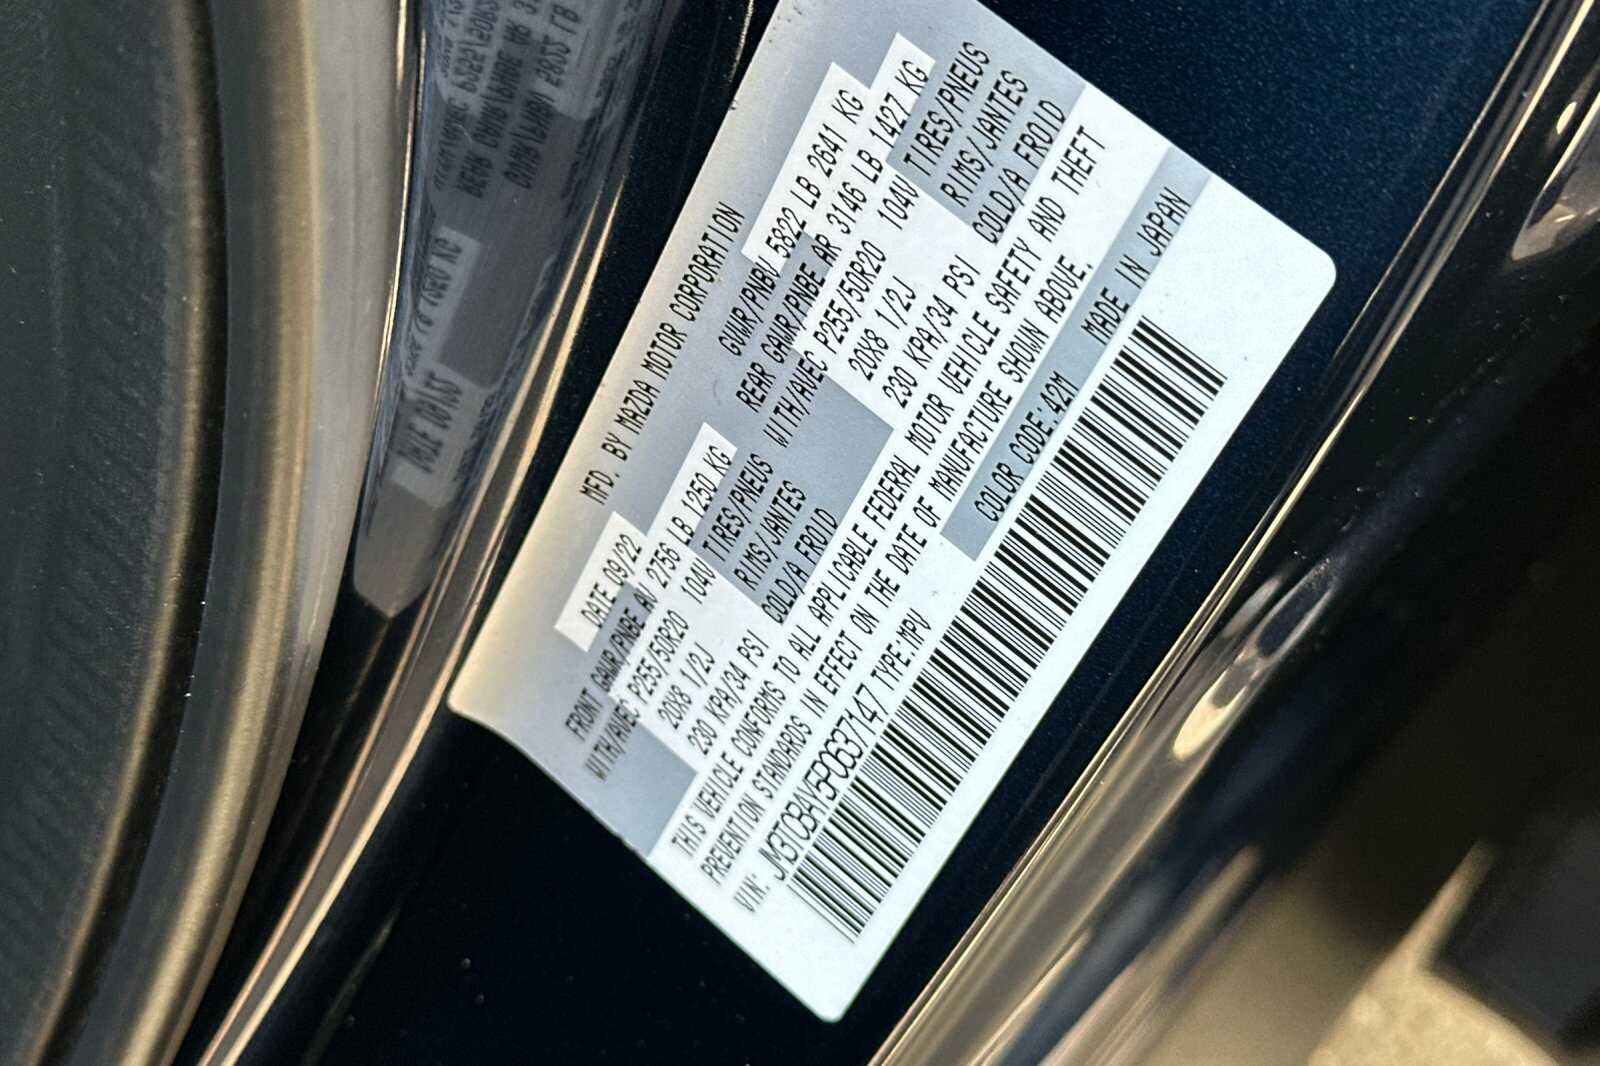 MFD. BY MAZDA MOTOR CORPORATION
DATE 09/22 GVWR/PNBV 5822 LB 2641 KG
FRONT GAWR/PNBE AV 2756 LB 1250 KG REAR GAWR/PNBE AR 3146 LB 1427 KG
WITH/AVEC P255/50R20 104V TIRES/PNEUS WITH/AVEC P255/50R20 104V TIRES/PNEUS
20X8 1/2J RIMS/JANTES 20X8 1/2J RIMS/JANTES
230 KPA/34 PSI COLD/A FROID 230 KPA/34 PSI COLD/A FROID
THIS VEHICLE CONFORMS TO ALL APPLICABLE FEDERAL MOTOR VEHICLE SAFETY AND THEFT
PREVENTION STANDARDS IN EFFECT ON THE DATE OF MANUFACTURE SHOWN ABOVE.
VIN: JM3TCBAY5P0637147 TYPE:MPV COLOR CODE:42M MADE IN JAPAN